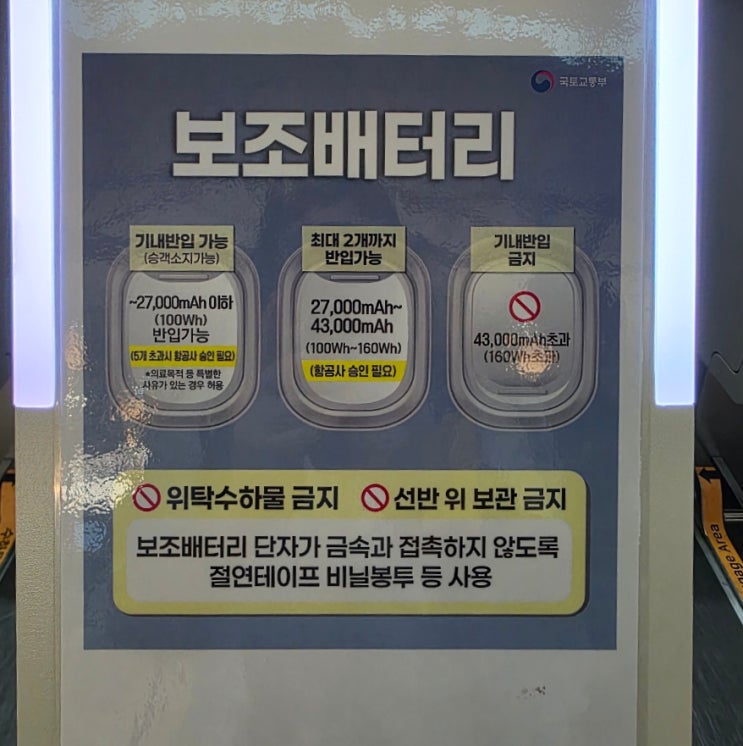 국토교통부
보조배터리
기내반입 가능
(승객소지가능)
~27,000mAh 이하
(100Wh)
반입가능
(5개 초과시 항공사 승인 필요)
*의료목적 등 특별한
사유가 있는 경우 허용
최대 2개까지
반입가능
27,000mAh~
43,000mAh
(100Wh~160Wh)
(항공사 승인 필요)
기내반입
금지
43,000mAh초과
(160Wh초과)
위탁수하물 금지
선반 위 보관 금지
보조배터리 단자가 금속과 접촉하지 않도록
절연테이프 비닐봉투 등 사용
Area